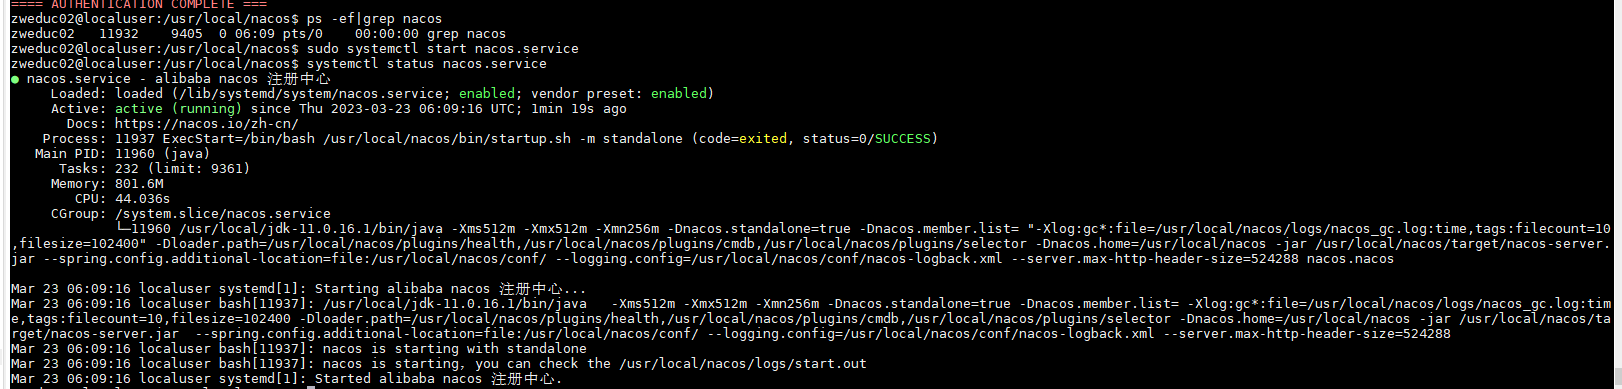 ==== AUTHENTICATION COMPLETE ===
zweduc02@localuser:/usr/local/nacos$ ps -ef|grep nacos
zweduc02   11932    9405  0 06:09 pts/0    00:00:00 grep nacos
zweduc02@localuser:/usr/local/nacos$ sudo systemctl start nacos.service
zweduc02@localuser:/usr/local/nacos$ systemctl status nacos.service
● nacos.service - alibaba nacos 注册中心
     Loaded: loaded (/lib/systemd/system/nacos.service; enabled; vendor preset: enabled)
     Active: active (running) since Thu 2023-03-23 06:09:16 UTC; 1min 19s ago
       Docs: https://nacos.io/zh-cn/
    Process: 11937 ExecStart=/bin/bash /usr/local/nacos/bin/startup.sh -m standalone (code=exited, status=0/SUCCESS)
   Main PID: 11960 (java)
      Tasks: 232 (limit: 9361)
     Memory: 801.6M
        CPU: 44.036s
     CGroup: /system.slice/nacos.service
             └─11960 /usr/local/jdk-11.0.16.1/bin/java -Xms512m -Xmx512m -Xmn256m -Dnacos.standalone=true -Dnacos.member.list= "-Xlog:gc*:file=/usr/local/nacos/logs/nacos_gc.log:time,tags:filecount=10
,filesize=102400" -Dloader.path=/usr/local/nacos/plugins/health,/usr/local/nacos/plugins/cmdb,/usr/local/nacos/plugins/selector -Dnacos.home=/usr/local/nacos -jar /usr/local/nacos/target/nacos-server.
jar --spring.config.additional-location=file:/usr/local/nacos/conf/ --logging.config=/usr/local/nacos/conf/nacos-logback.xml --server.max-http-header-size=524288 nacos.nacos
Mar 23 06:09:16 localuser systemd[1]: Starting alibaba nacos 注册中心...
Mar 23 06:09:16 localuser bash[11937]: /usr/local/jdk-11.0.16.1/bin/java   -Xms512m -Xmx512m -Xmn256m -Dnacos.standalone=true -Dnacos.member.list= -Xlog:gc*:file=/usr/local/nacos/logs/nacos_gc.log:tim
e,tags:filecount=10,filesize=102400 -Dloader.path=/usr/local/nacos/plugins/health,/usr/local/nacos/plugins/cmdb,/usr/local/nacos/plugins/selector -Dnacos.home=/usr/local/nacos -jar /usr/local/nacos/ta
rget/nacos-server.jar  --spring.config.additional-location=file:/usr/local/nacos/conf/ --logging.config=/usr/local/nacos/conf/nacos-logback.xml --server.max-http-header-size=524288
Mar 23 06:09:16 localuser bash[11937]: nacos is starting with standalone
Mar 23 06:09:16 localuser bash[11937]: nacos is starting, you can check the /usr/local/nacos/logs/start.out
Mar 23 06:09:16 localuser systemd[1]: Started alibaba nacos 注册中心.